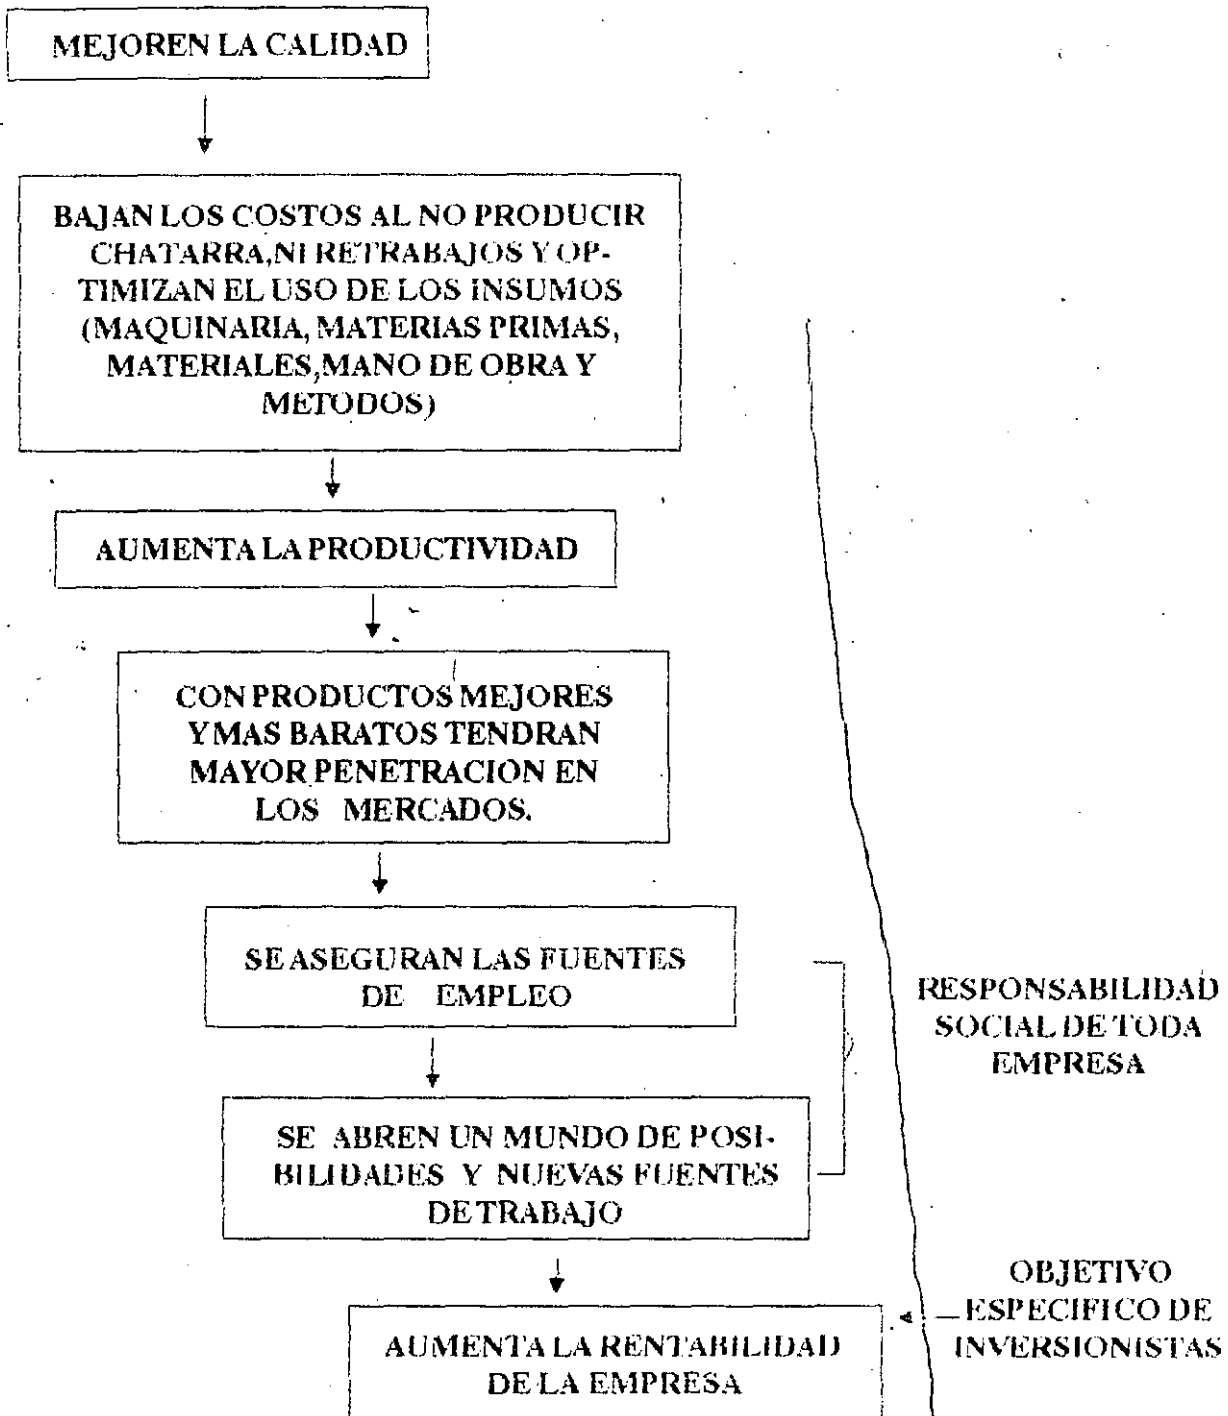 MEJOREN LA CALIDAD
BAJAN LOS COSTOS AL NO PRODUCIR
CHATARRA, NI RETRABAJOS Y OP-
TIMIZAN EL USO DE LOS INSUMOS
(MAQUINARIA, MATERIAS PRIMAS,
MATERIALES, MANO DE OBRA Y
METODOS)
AUMENTA LA PRODUCTIVIDAD
CON PRODUCTOS MEJORES
Y MAS BARATOS TENDRAN
MAYOR PENETRACION EN
LOS MERCADOS.
SE ASEGURAN LAS FUENTES
DE EMPLEO
RESPONSABILIDAD
SOCIAL DE TODA
EMPRESA
SE ABREN UN MUNDO DE POSI-
BILIDADES Y NUEVAS FUENTES
DE TRABAJO
OBJETIVO
ESPECIFICO DE
INVERSIONISTAS
AUMENTA LA RENTABILIDAD
DE LA EMPRESA